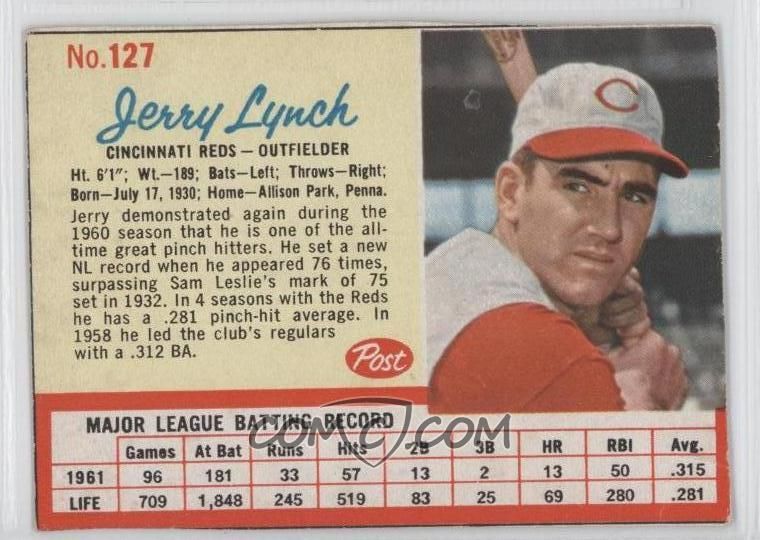 No. 127
Jerry Lynch
CINCINNATI REDS — OUTFIELDER
Ht. 6'1"; Wt.—189; Bats—Left; Throws—Right;
Born—July 17, 1930; Home—Allison Park, Penna.
Jerry demonstrated again during the
1960 season that he is one of the all-
time great pinch hitters. He set a new
NL record when he appeared 76 times,
surpassing Sam Leslie's mark of 75
set in 1932. In 4 seasons with the Reds
he has a .281 pinch-hit average. In
1958 he led the club's regulars
with a .312 BA.
Post
C
MAJOR LEAGUE BATTING RECORD
COMC.COM
Games At Bat Runs Hits 2B 3B HR RBI Avg.
1961 96 181 33 57 13 2 13 50 .315
LIFE 709 1,848 245 519 83 25 69 280 .281